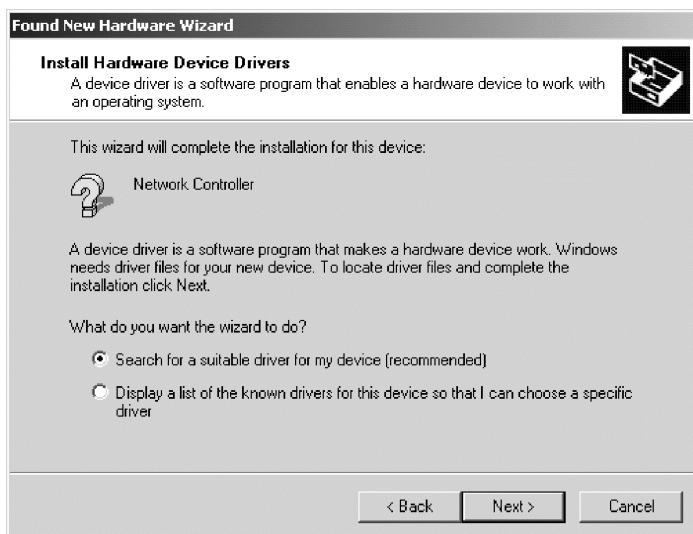 Found New Hardware Wizard
Install Hardware Device Drivers
A device driver is a software program that enables a hardware device to work with
an operating system.
This wizard will complete the installation for this device:
Network Controller
A device driver is a software program that makes a hardware device work. Windows
needs driver files for your new device. To locate driver files and complete the
installation click Next.
What do you want the wizard to do?
Search for a suitable driver for my device (recommended)
Display a list of the known drivers for this device so that I can choose a specific
driver
< Back Next > Cancel